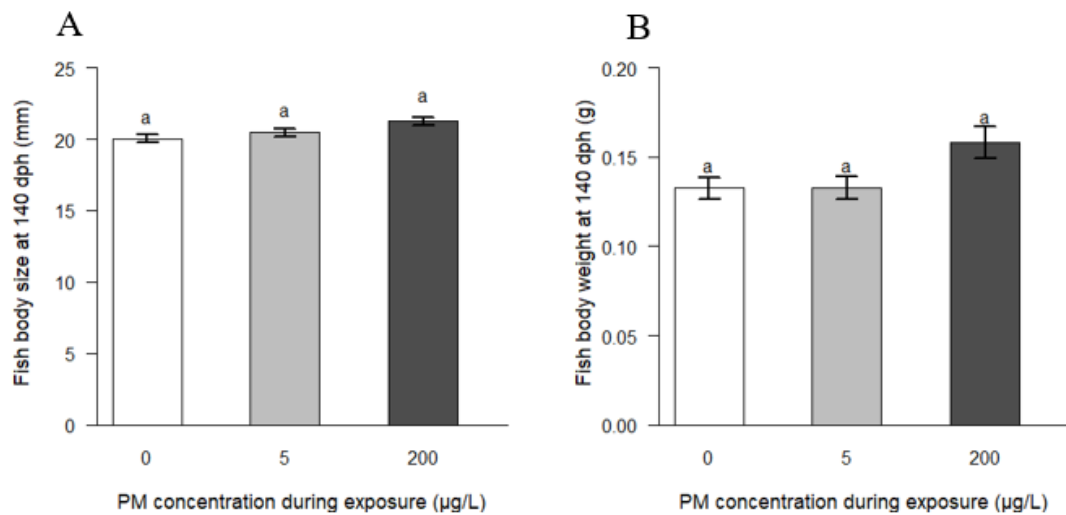 A
Fish body size at 140 dph (mm)
25
20
15
10
5
0
a
a
a
0
5
200
PM concentration during exposure (µg/L)
B
Fish body weight at 140 dph (g)
0.20
0.15
0.10
0.05
0.00
a
a
a
0
5
200
PM concentration during exposure (µg/L)